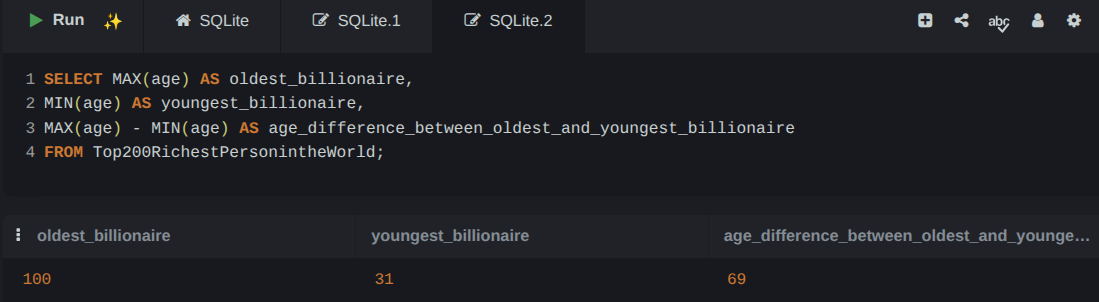 Run SQLite SQLite.1 SQLite.2 abc
1 SELECT MAX(age) AS oldest_billionaire,
2 MIN(age) AS youngest_billionaire,
3 MAX(age) - MIN(age) AS age_difference_between_oldest_and_youngest_billionaire
4 FROM Top200RichestPersonintheWorld;
oldest_billionaire youngest_billionaire age_difference_between_oldest_and_younge...
100 31 69